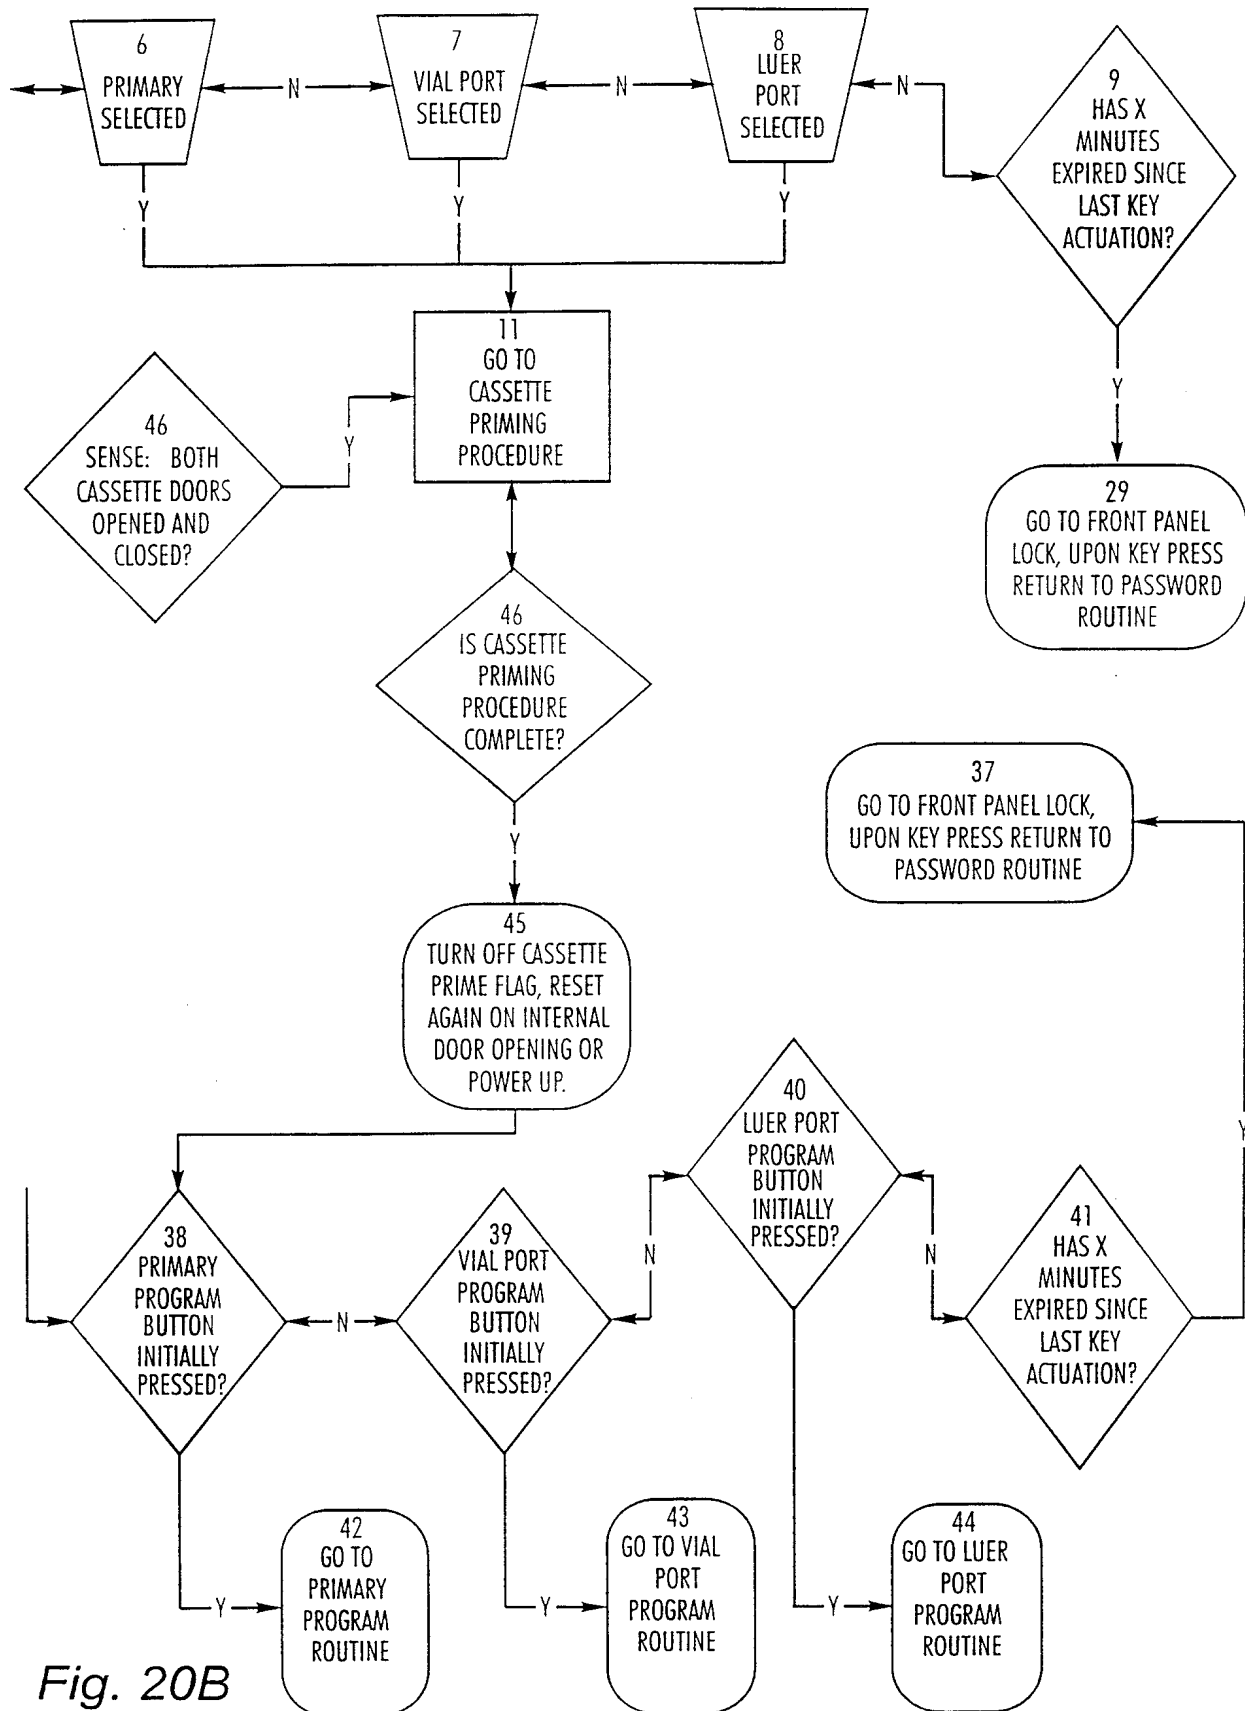 6
PRIMARY
SELECTED
N
7
VIAL PORT
SELECTED
N
8
LUER
PORT
SELECTED
N
9
HAS X
MINUTES
EXPIRED SINCE
LAST KEY
ACTUATION?
Y
Y
Y
Y
11
GO TO
CASSETTE
PRIMING
PROCEDURE
46
SENSE: BOTH
CASSETTE DOORS
OPENED AND
CLOSED?
Y
29
GO TO FRONT PANEL
LOCK, UPON KEY PRESS
RETURN TO PASSWORD
ROUTINE
46
IS CASSETTE
PRIMING
PROCEDURE
COMPLETE?
Y
37
GO TO FRONT PANEL LOCK,
UPON KEY PRESS RETURN TO
PASSWORD ROUTINE
45
TURN OFF CASSETTE
PRIME FLAG, RESET
AGAIN ON INTERNAL
DOOR OPENING OR
POWER UP.
Y
38
PRIMARY
PROGRAM
BUTTON
INITIALLY
PRESSED?
N
39
VIAL PORT
PROGRAM
BUTTON
INITIALLY
PRESSED?
N
40
LUER PORT
PROGRAM
BUTTON
INITIALLY
PRESSED?
N
41
HAS X
MINUTES
EXPIRED SINCE
LAST KEY
ACTUATION?
Y
42
GO TO
PRIMARY
PROGRAM
ROUTINE
Y
43
GO TO VIAL
PORT
PROGRAM
ROUTINE
Y
44
GO TO LUER
PORT
PROGRAM
ROUTINE
Fig. 20B